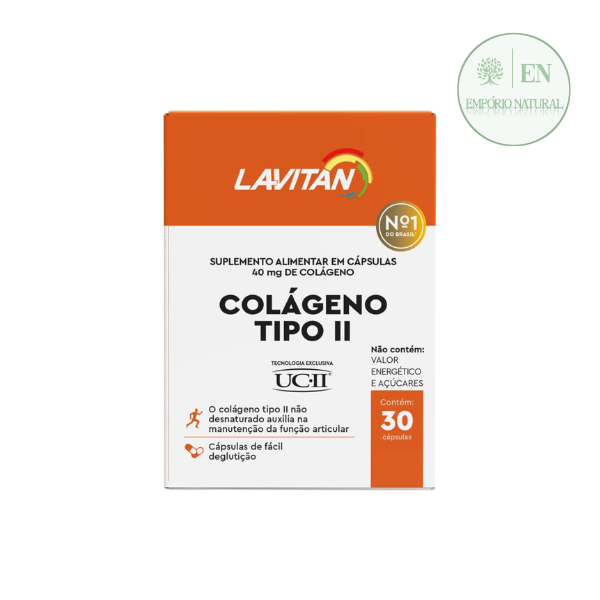 EN
EMPÓRIO NATURAL
LAVITAN
Nº1
DO BRASIL*
SUPLEMENTO ALIMENTAR EM CÁPSULAS
40 mg DE COLÁGENO
COLÁGENO
TIPO II
TECNOLOGIA EXCLUSIVA
UC-II
Não contém:
VALOR
ENERGÉTICO
E AÇÚCARES
O colágeno tipo II não
desnaturado auxilia na
manutenção da função articular
Cápsulas de fácil
deglutição
Contém:
30
cápsulas